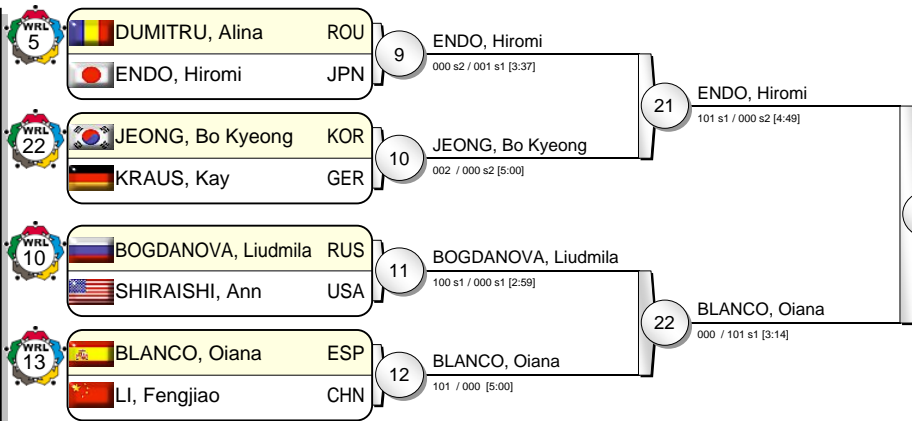 WRL
5
DUMITRU, Alina ROU
ENDO, Hiromi JPN
9
ENDO, Hiromi
000 s2 / 001 s1 [3:37]
21
ENDO, Hiromi
101 s1 / 000 s2 [4:49]
WRL
22
JEONG, Bo Kyeong KOR
KRAUS, Kay GER
10
JEONG, Bo Kyeong
002 / 000 s2 [5:00]
WRL
10
BOGDANOVA, Liudmila RUS
SHIRAISHI, Ann USA
11
BOGDANOVA, Liudmila
100 s1 / 000 s1 [2:59]
22
BLANCO, Oiana
000 / 101 s1 [3:14]
WRL
13
BLANCO, Oiana ESP
LI, Fengjiao CHN
12
BLANCO, Oiana
101 / 000 [5:00]